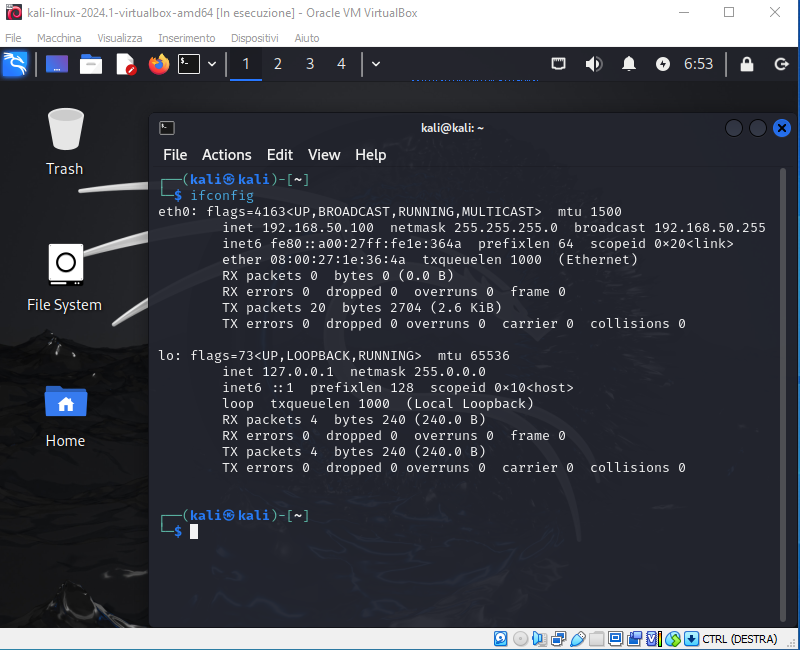 kali-linux-2024.1-virtualbox-amd64 [In esecuzione] - Oracle VM VirtualBox
File Macchina Visualizza Inserimento Dispositivi Aiuto
1 2 3 4 6:53
Trash
File System
Home
kali@kali: ~
File Actions Edit View Help
┌──(kali㉿kali)-[~]
└─$ ifconfig
eth0: flags=4163<UP,BROADCAST,RUNNING,MULTICAST>  mtu 1500
        inet 192.168.50.100  netmask 255.255.255.0  broadcast 192.168.50.255
        inet6 fe80::a00:27ff:fe1e:364a  prefixlen 64  scopeid 0×20<link>
        ether 08:00:27:1e:36:4a  txqueuelen 1000  (Ethernet)
        RX packets 0  bytes 0 (0.0 B)
        RX errors 0  dropped 0  overruns 0  frame 0
        TX packets 20  bytes 2704 (2.6 KiB)
        TX errors 0  dropped 0 overruns 0  carrier 0  collisions 0
lo: flags=73<UP,LOOPBACK,RUNNING>  mtu 65536
        inet 127.0.0.1  netmask 255.0.0.0
        inet6 ::1  prefixlen 128  scopeid 0×10<host>
        loop  txqueuelen 1000  (Local Loopback)
        RX packets 4  bytes 240 (240.0 B)
        RX errors 0  dropped 0  overruns 0  frame 0
        TX packets 4  bytes 240 (240.0 B)
        TX errors 0  dropped 0 overruns 0  carrier 0  collisions 0
┌──(kali㉿kali)-[~]
└─$
CTRL (DESTRA)